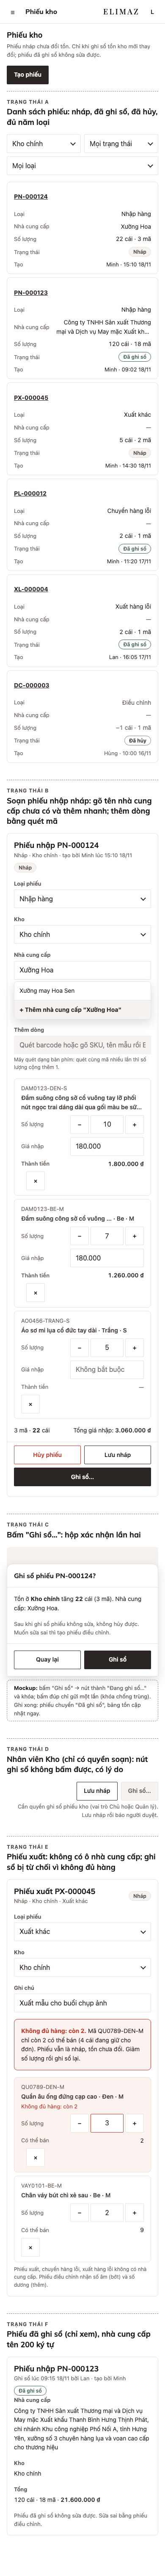 ≡ Phiếu kho ELIMAZ L
Phiếu kho
Phiếu nháp chưa đổi tồn. Chỉ khi ghi sổ tồn kho mới thay
đổi; phiếu đã ghi sổ không sửa được.
Tạo phiếu
TRẠNG THÁI A
Danh sách phiếu: nháp, đã ghi sổ, đã hủy,
đủ năm loại
Kho chính
Mọi trạng thái
Mọi loại
PN-000124
Loại Nhập hàng
Nhà cung cấp Xưởng Hoa
Số lượng 22 cái · 3 mã
Trạng thái Nháp
Tạo Minh · 15:10 18/11
PN-000123
Loại Nhập hàng
Nhà cung cấp Công ty TNHH Sản xuất Thương
mại và Dịch vụ May mặc Xuất kh…
Số lượng 120 cái · 18 mã
Trạng thái Đã ghi sổ
Tạo Minh · 09:02 18/11
PX-000045
Loại Xuất khác
Nhà cung cấp —
Số lượng 5 cái · 2 mã
Trạng thái Nháp
Tạo Minh · 14:30 18/11
PL-000012
Loại Chuyển hàng lỗi
Nhà cung cấp —
Số lượng 2 cái · 1 mã
Trạng thái Đã ghi sổ
Tạo Minh · 11:20 17/11
XL-000004
Loại Xuất hàng lỗi
Nhà cung cấp —
Số lượng 2 cái · 1 mã
Trạng thái Đã ghi sổ
Tạo Lan · 16:05 17/11
DC-000003
Loại Điều chỉnh
Nhà cung cấp —
Số lượng −1 cái · 1 mã
Trạng thái Đã hủy
Tạo Hùng · 10:00 16/11
TRẠNG THÁI B
Soạn phiếu nhập nháp: gõ tên nhà cung
cấp chưa có và thêm nhanh; thêm dòng
bằng quét mã
Phiếu nhập PN-000124
Nháp · Kho chính · tạo bởi Minh lúc 15:10 18/11
Nháp
Loại phiếu
Nhập hàng
Kho
Kho chính
Nhà cung cấp
Xưởng Hoa
Xưởng may Hoa Sen
+ Thêm nhà cung cấp "Xưởng Hoa"
Thêm dòng
Quét barcode hoặc gõ SKU, tên mẫu rồi E
Máy quét dạng bàn phím: quét cùng mã nhiều lần thì số
lượng cộng thêm 1.
DAM0123-DEN-S
Đầm suông công sở cổ vuông tay lỡ phối
nút ngọc trai dáng dài qua gối màu be sữ…
Số lượng − 10 +
Giá nhập 180.000
Thành tiền 1.800.000 ₫
×
DAM0123-BE-M
Đầm suông công sở cổ vuông … · Be · M
Số lượng − 7 +
Giá nhập 180.000
Thành tiền 1.260.000 ₫
×
AO0456-TRANG-S
Áo sơ mi lụa cổ đức tay dài · Trắng · S
Số lượng − 5 +
Giá nhập Không bắt buộc
Thành tiền —
×
3 mã · 22 cái Tổng giá nhập: 3.060.000 ₫
Hủy phiếu
Lưu nháp
Ghi sổ…
TRẠNG THÁI C
Bấm "Ghi sổ…": hộp xác nhận lần hai
Ghi sổ phiếu PN-000124?
Tồn ở Kho chính tăng 22 cái (3 mã). Nhà cung
cấp: Xưởng Hoa.
Sau khi ghi sổ phiếu không sửa, không hủy được.
Muốn sửa sai thì tạo phiếu điều chỉnh.
Quay lại
Ghi sổ
Mockup: bấm "Ghi sổ" → nút thành "Đang ghi sổ…"
và khóa; bấm đúp chỉ gửi một lần (khóa chống trùng).
Ghi xong: phiếu chuyển "Đã ghi sổ", bảng tồn cập
nhật ngay.
TRẠNG THÁI D
Nhân viên Kho (chỉ có quyền soạn): nút
ghi sổ không bấm được, có lý do
Lưu nháp
Ghi sổ…
Cần quyền ghi sổ phiếu kho (vai trò Chủ hoặc Quản lý).
Lưu nháp rồi báo người duyệt.
TRẠNG THÁI E
Phiếu xuất: không có ô nhà cung cấp; ghi
sổ bị từ chối vì không đủ hàng
Phiếu xuất PX-000045
Nháp
Nháp · Kho chính · Xuất khác
Loại phiếu
Xuất khác
Kho
Kho chính
Ghi chú
Xuất mẫu cho buổi chụp ảnh
Không đủ hàng: còn 2. Mã QU0789-DEN-M
chỉ còn 2 có thể bán (4 cái đang giữ cho
đơn). Phiếu vẫn là nháp, tồn chưa đổi. Giảm
số lượng rồi ghi sổ lại.
QU0789-DEN-M
Quần âu ống đứng cạp cao · Đen · M
Không đủ hàng: còn 2
Số lượng − 3 +
Có thể bán 2
×
VAY0101-BE-M
Chân váy bút chì xẻ sau · Be · M
Số lượng − 2 +
Có thể bán 9
×
Phiếu xuất, chuyển hàng lỗi, xuất hàng lỗi không có nhà
cung cấp. Phiếu điều chỉnh nhận số âm (bớt) và số
dương (thêm).
TRẠNG THÁI F
Phiếu đã ghi sổ (chỉ xem), nhà cung cấp
tên 200 ký tự
Phiếu nhập PN-000123
Ghi sổ lúc 09:15 18/11 bởi Lan · tạo bởi Minh
Đã ghi sổ
Nhà cung cấp
Công ty TNHH Sản xuất Thương mại và Dịch vụ
May mặc Xuất khẩu Thanh Bình Hưng Thịnh Phát,
chi nhánh Khu công nghiệp Phố Nối A, tỉnh Hưng
Yên, xưởng số 3 chuyên hàng lụa và voan cao cấp
cho thương hiệu
Kho
Kho chính
Tổng
120 cái · 18 mã · 21.600.000 ₫
Phiếu đã ghi sổ không sửa được. Sửa sai bằng phiếu
điều chỉnh.